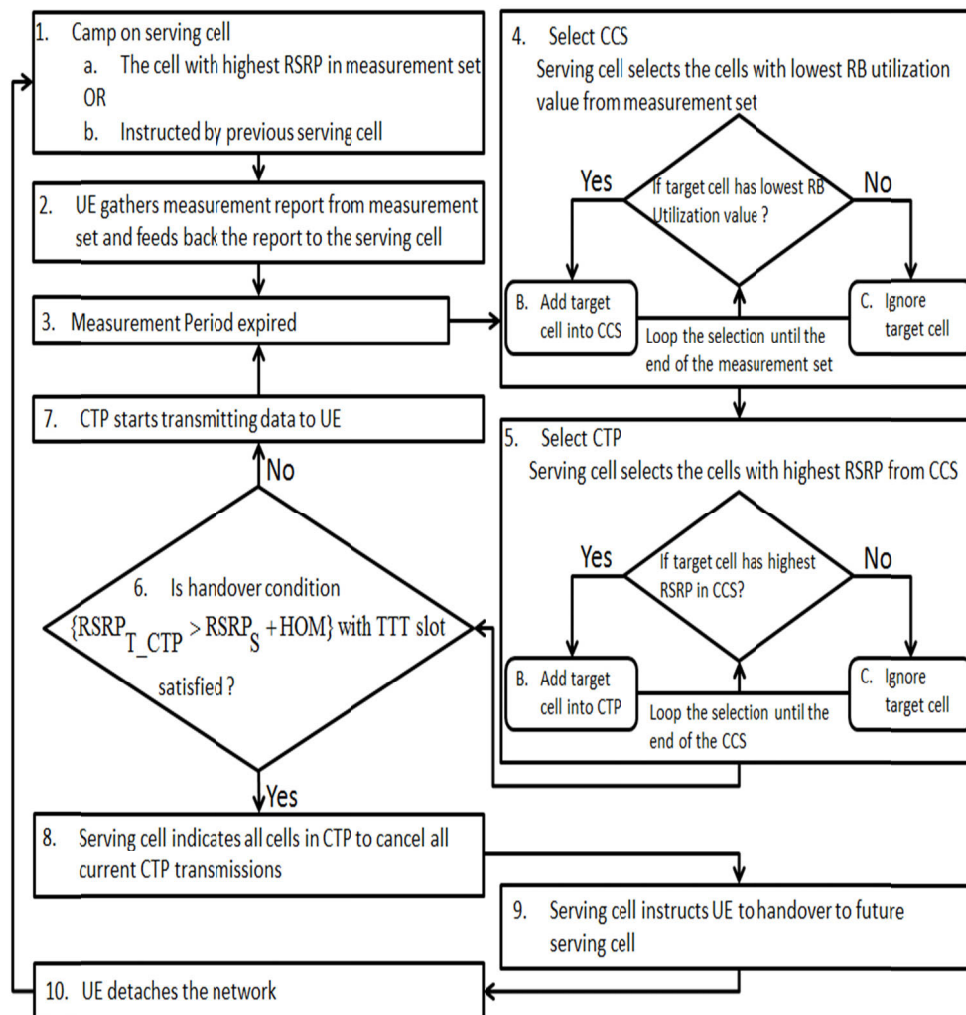 1. Camp on serving cell
a. The cell with highest RSRP in measurement set
OR
b. Instructed by previous serving cell
2. UE gathers measurement report from measurement
set and feeds back the report to the serving cell
3. Measurement Period expired
7. CTP starts transmitting data to UE
No
6. Is handover condition
{RSRP_T_CTP > RSRP_S +HOM} with TTT slot
satisfied ?
Yes
8. Serving cell indicates all cells in CTP to cancel all
current CTP transmissions
10. UE detaches the network
4. Select CCS
Serving cell selects the cells with lowest RB utilization
value from measurement set
Yes
If target cell has lowest RB
Utilization value ?
No
B. Add target
cell into CCS
Loop the selection until the
end of the measurement set
C. Ignore
target cell
5. Select CTP
Serving cell selects the cells with highest RSRP from CCS
Yes
If target cell has highest
RSRP in CCS?
No
B. Add target
cell into CTP
Loop the selection until the
end of the CCS
C. Ignore
target cell
9. Serving cell instructs UE to handover to future
serving cell